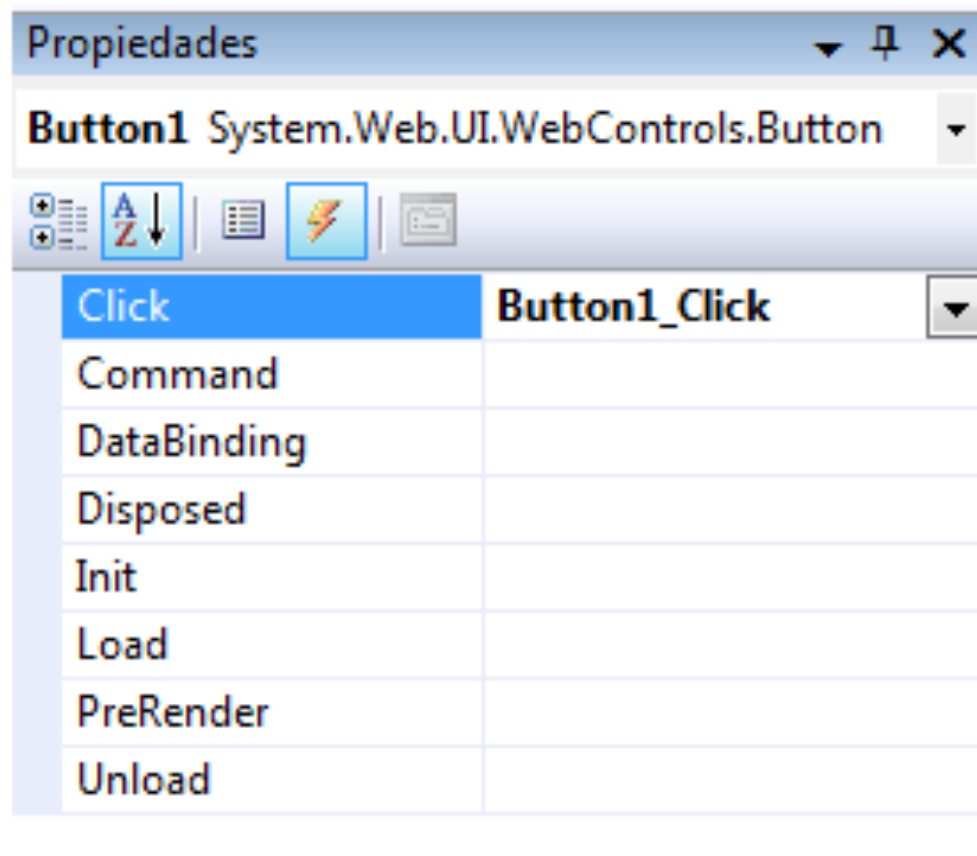 Propiedades
Button1 System.Web.UI.WebControls.Button
Click Button1_Click
Command
DataBinding
Disposed
Init
Load
PreRender
Unload